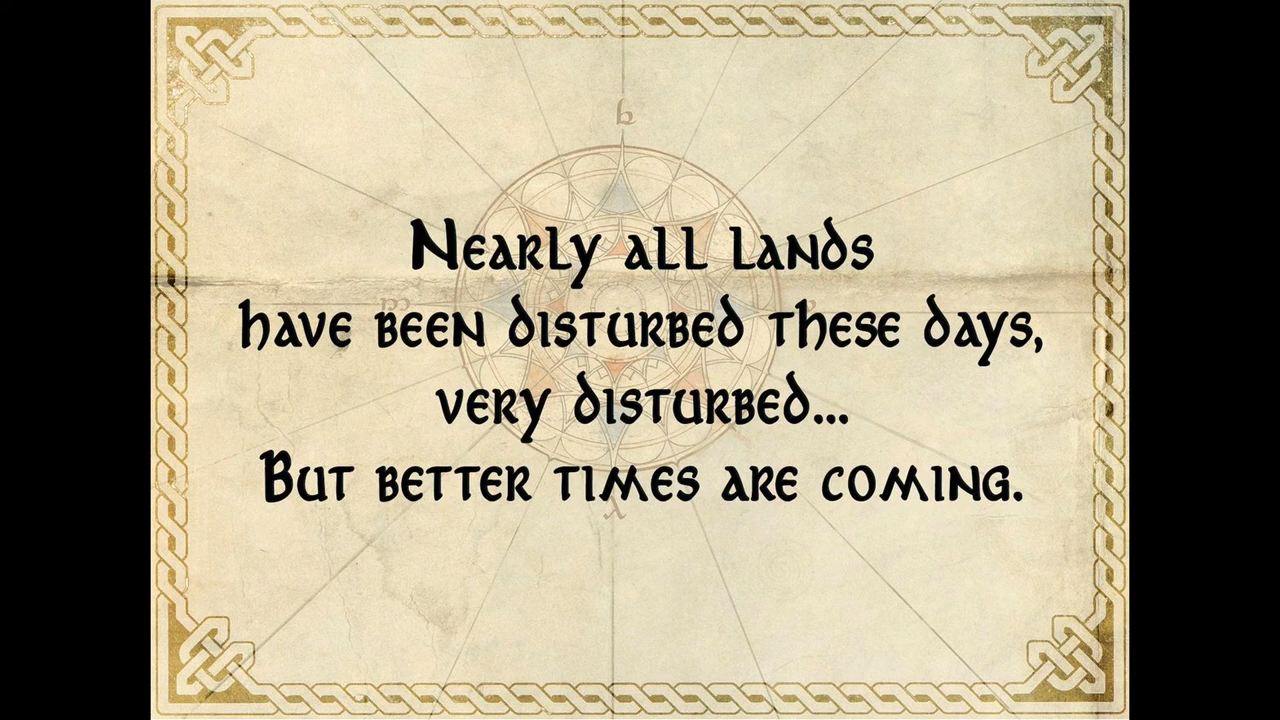 Nearly all lands
have been disturbed these days,
very disturbed...
But better times are coming.